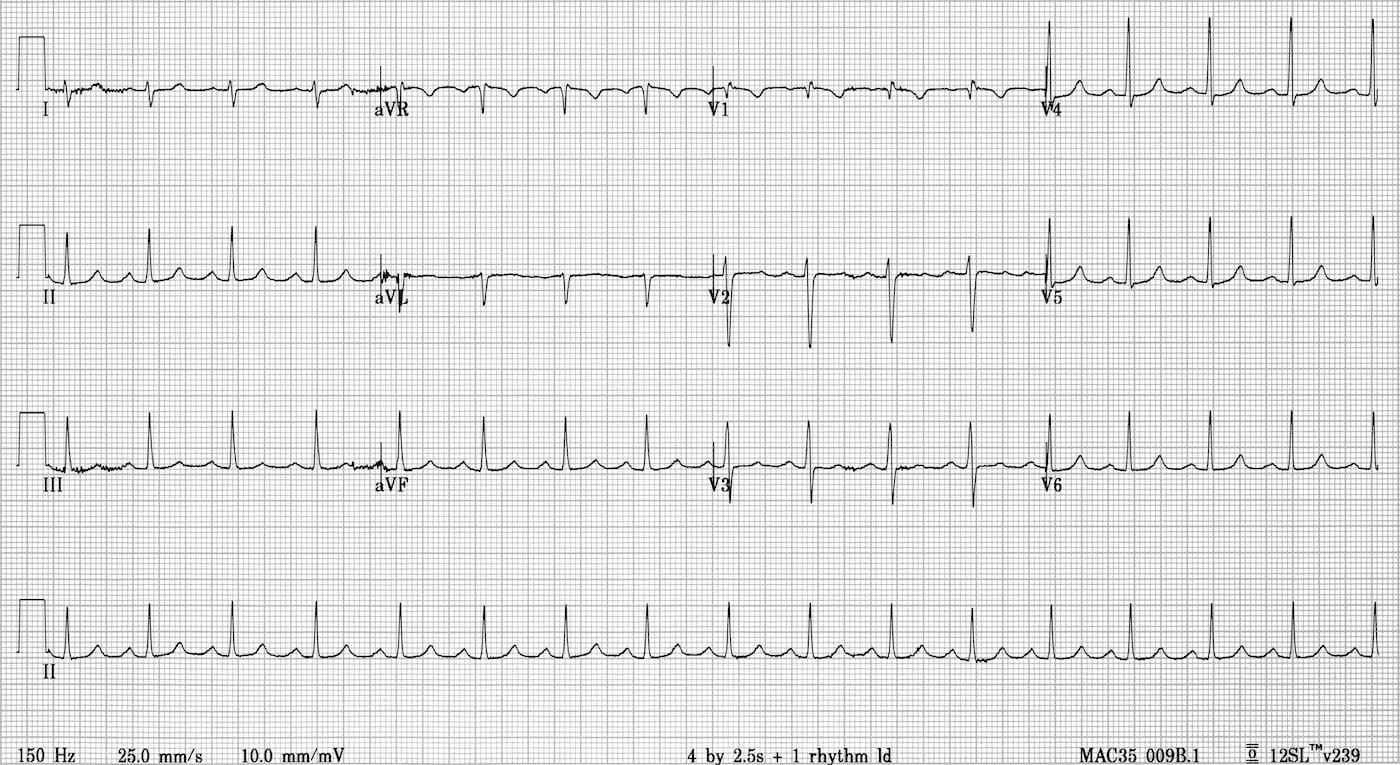 I aVR V1 V4
II aVL V2 V5
III aVF V3 V6
II
150 Hz 25.0 mm/s 10.0 mm/mV 4 by 2.5s + 1 rhythm ld MAC35 009B.1 12SL™v239